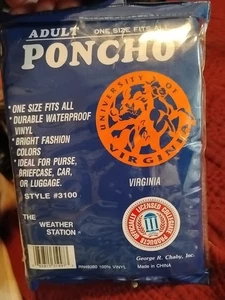 ADULT ONE SIZE FITS ALL
PONCHO
UNIVERSITY OF
VIRGINIA
• ONE SIZE FITS ALL
• DURABLE WATERPROOF
VINYL
• BRIGHT FASHION
COLORS
• IDEAL FOR PURSE,
BRIEFCASE, CAR,
OR LUGGAGE.
VIRGINIA
STYLE #3100
THE
WEATHER
STATION
OFFICIALLY LICENSED COLLEGIATE PRODUCTS
George R. Chaby, Inc.
100% VINYL
Made in CHINA